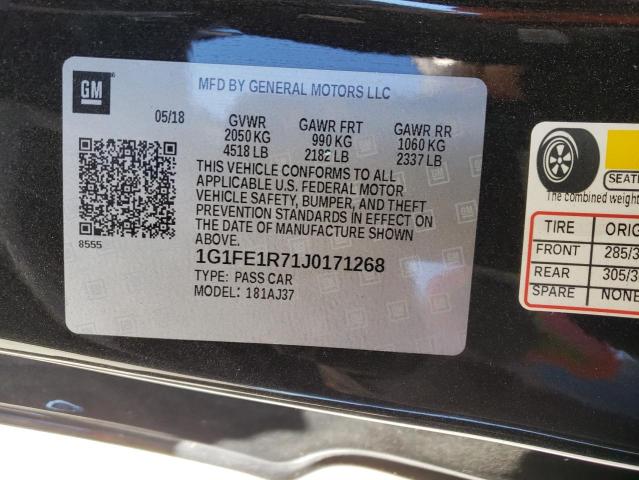 GM
MFD BY GENERAL MOTORS LLC
05/18
GVWR GAWR FRT GAWR RR
2050 KG 990 KG 1060 KG
4518 LB 2182 LB 2337 LB
THIS VEHICLE CONFORMS TO ALL
APPLICABLE U.S. FEDERAL MOTOR
VEHICLE SAFETY, BUMPER, AND THEFT
PREVENTION STANDARDS IN EFFECT ON
THE DATE OF MANUFACTURE SHOWN
ABOVE.
8555
1G1FE1R71J0171268
TYPE: PASS CAR
MODEL: 181AJ37
SEATI
The combined weight
TIRE ORIG
FRONT 285/3
REAR 305/3
SPARE NONE